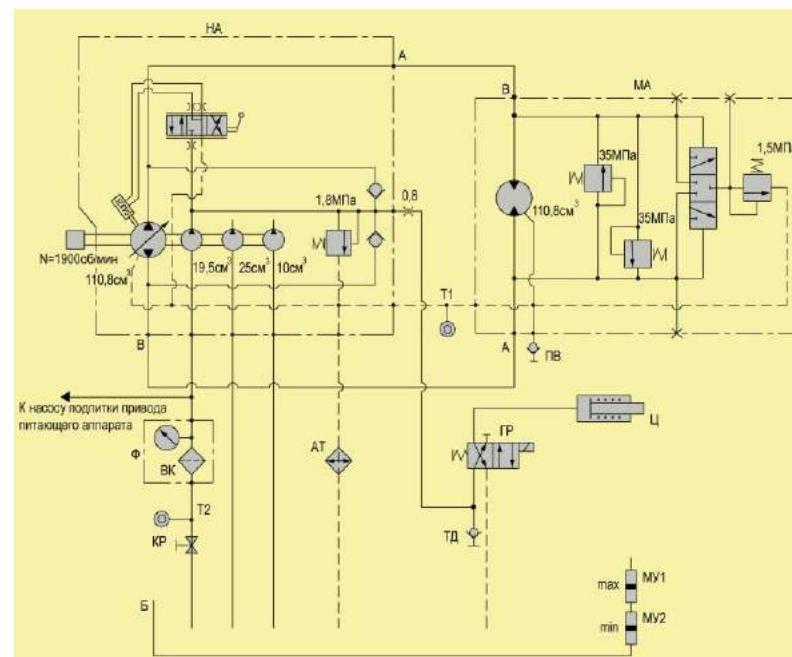 НА
А
В
МА
35МПа
1,5МПа
1,8МПа
0,8
35МПа
110,8см³
N=1900об/мин
19,5см³
25см³
10см³
110,8см³
Т1
В
А
ПВ
К насосу подпитки привода
питающего аппарата
Ц
ГР
Ф
ВК
АТ
Т2
КР
ТД
Б
max
МУ1
min
МУ2